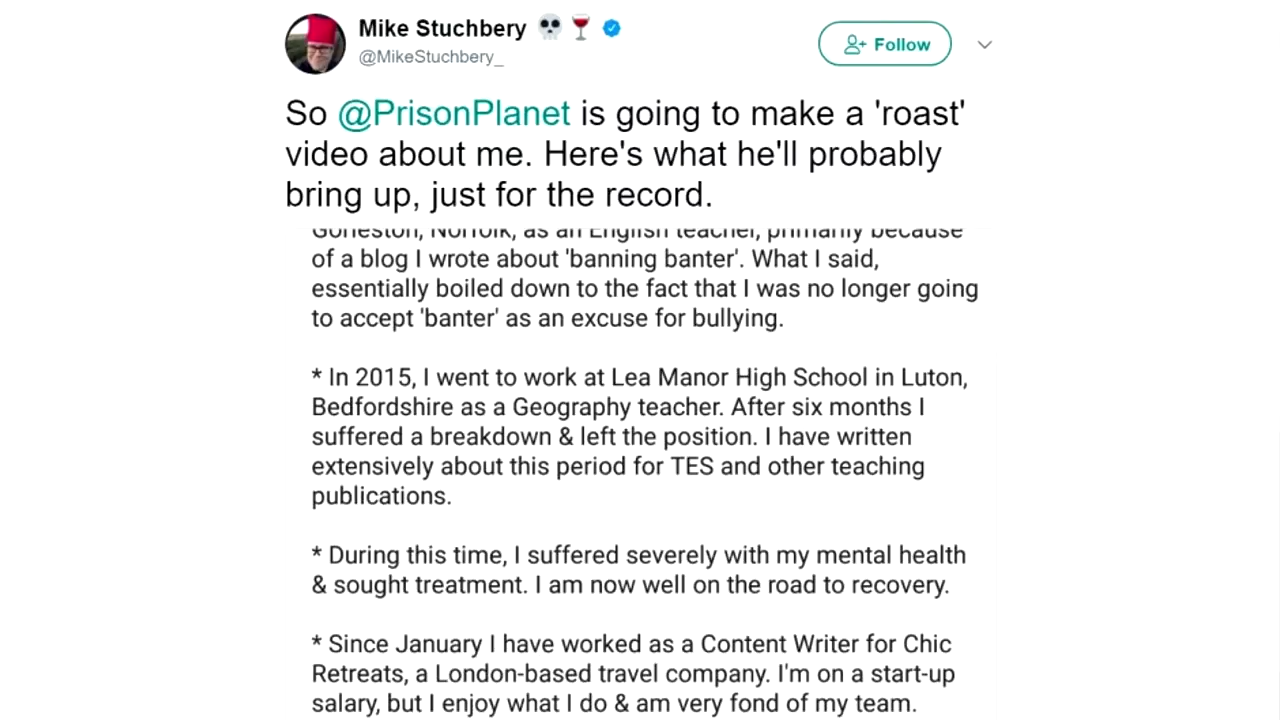 Mike Stuchbery 💀🍷
@MikeStuchbery_
Follow
So @PrisonPlanet is going to make a 'roast'
video about me. Here's what he'll probably
bring up, just for the record.
Gorleston, Norfolk, as an English teacher, primarily because
of a blog I wrote about 'banning banter'. What I said,
essentially boiled down to the fact that I was no longer going
to accept 'banter' as an excuse for bullying.
* In 2015, I went to work at Lea Manor High School in Luton,
Bedfordshire as a Geography teacher. After six months I
suffered a breakdown & left the position. I have written
extensively about this period for TES and other teaching
publications.
* During this time, I suffered severely with my mental health
& sought treatment. I am now well on the road to recovery.
* Since January I have worked as a Content Writer for Chic
Retreats, a London-based travel company. I'm on a start-up
salary, but I enjoy what I do & am very fond of my team.